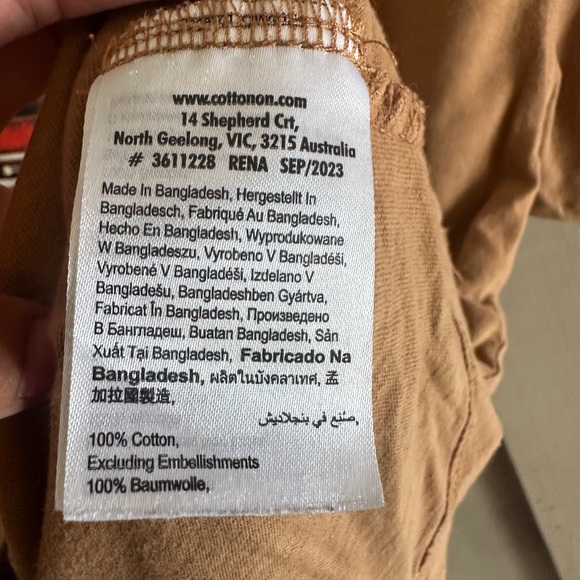 www.cottonon.com
14 Shepherd Crt,
North Geelong, VIC, 3215 Australia
# 3611228 RENA SEP/2023
Made In Bangladesh, Hergestellt In
Bangladesch, Fabriqué Au Bangladesh,
Hecho En Bangladesh, Wyprodukowane
W Bangladeszu, Vyrobeno V Bangladéši,
Vyrobené V Bangladéši, Izdelano V
Bangladešu, Bangladeshben Gyártva,
Fabricat În Bangladesh, Произведено
В Бангладеш, Buatan Bangladesh, Sản
Xuất Tại Bangladesh, Fabricado Na
Bangladesh, ผลิตในบังคลาเทศ, 孟
加拉國製造,
صُنع في بنجلاديش,
100% Cotton,
Excluding Embellishments
100% Baumwolle,